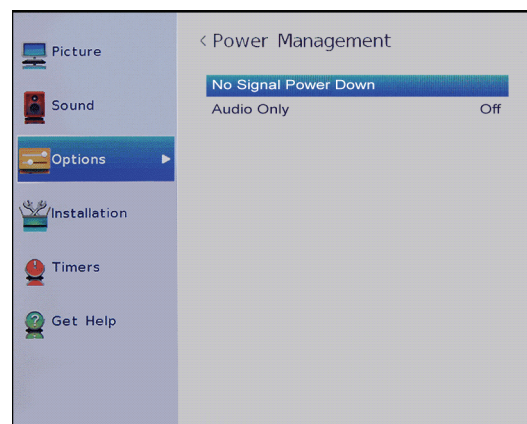 Picture
Sound
Options
Installation
Timers
Get Help
< Power Management
No Signal Power Down
Audio Only Off